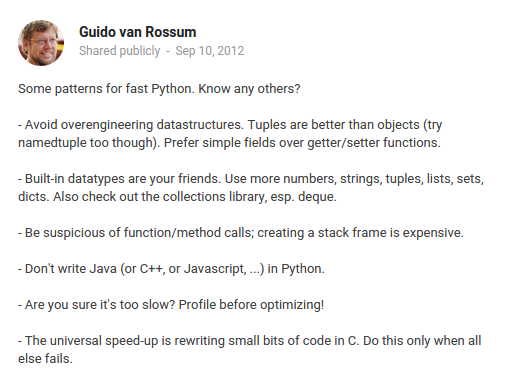 Guido van Rossum
Shared publicly - Sep 10, 2012
Some patterns for fast Python. Know any others?
- Avoid overengineering datastructures. Tuples are better than objects (try
namedtuple too though). Prefer simple fields over getter/setter functions.
- Built-in datatypes are your friends. Use more numbers, strings, tuples, lists, sets,
dicts. Also check out the collections library, esp. deque.
- Be suspicious of function/method calls; creating a stack frame is expensive.
- Don't write Java (or C++, or Javascript, ...) in Python.
- Are you sure it's too slow? Profile before optimizing!
- The universal speed-up is rewriting small bits of code in C. Do this only when all
else fails.